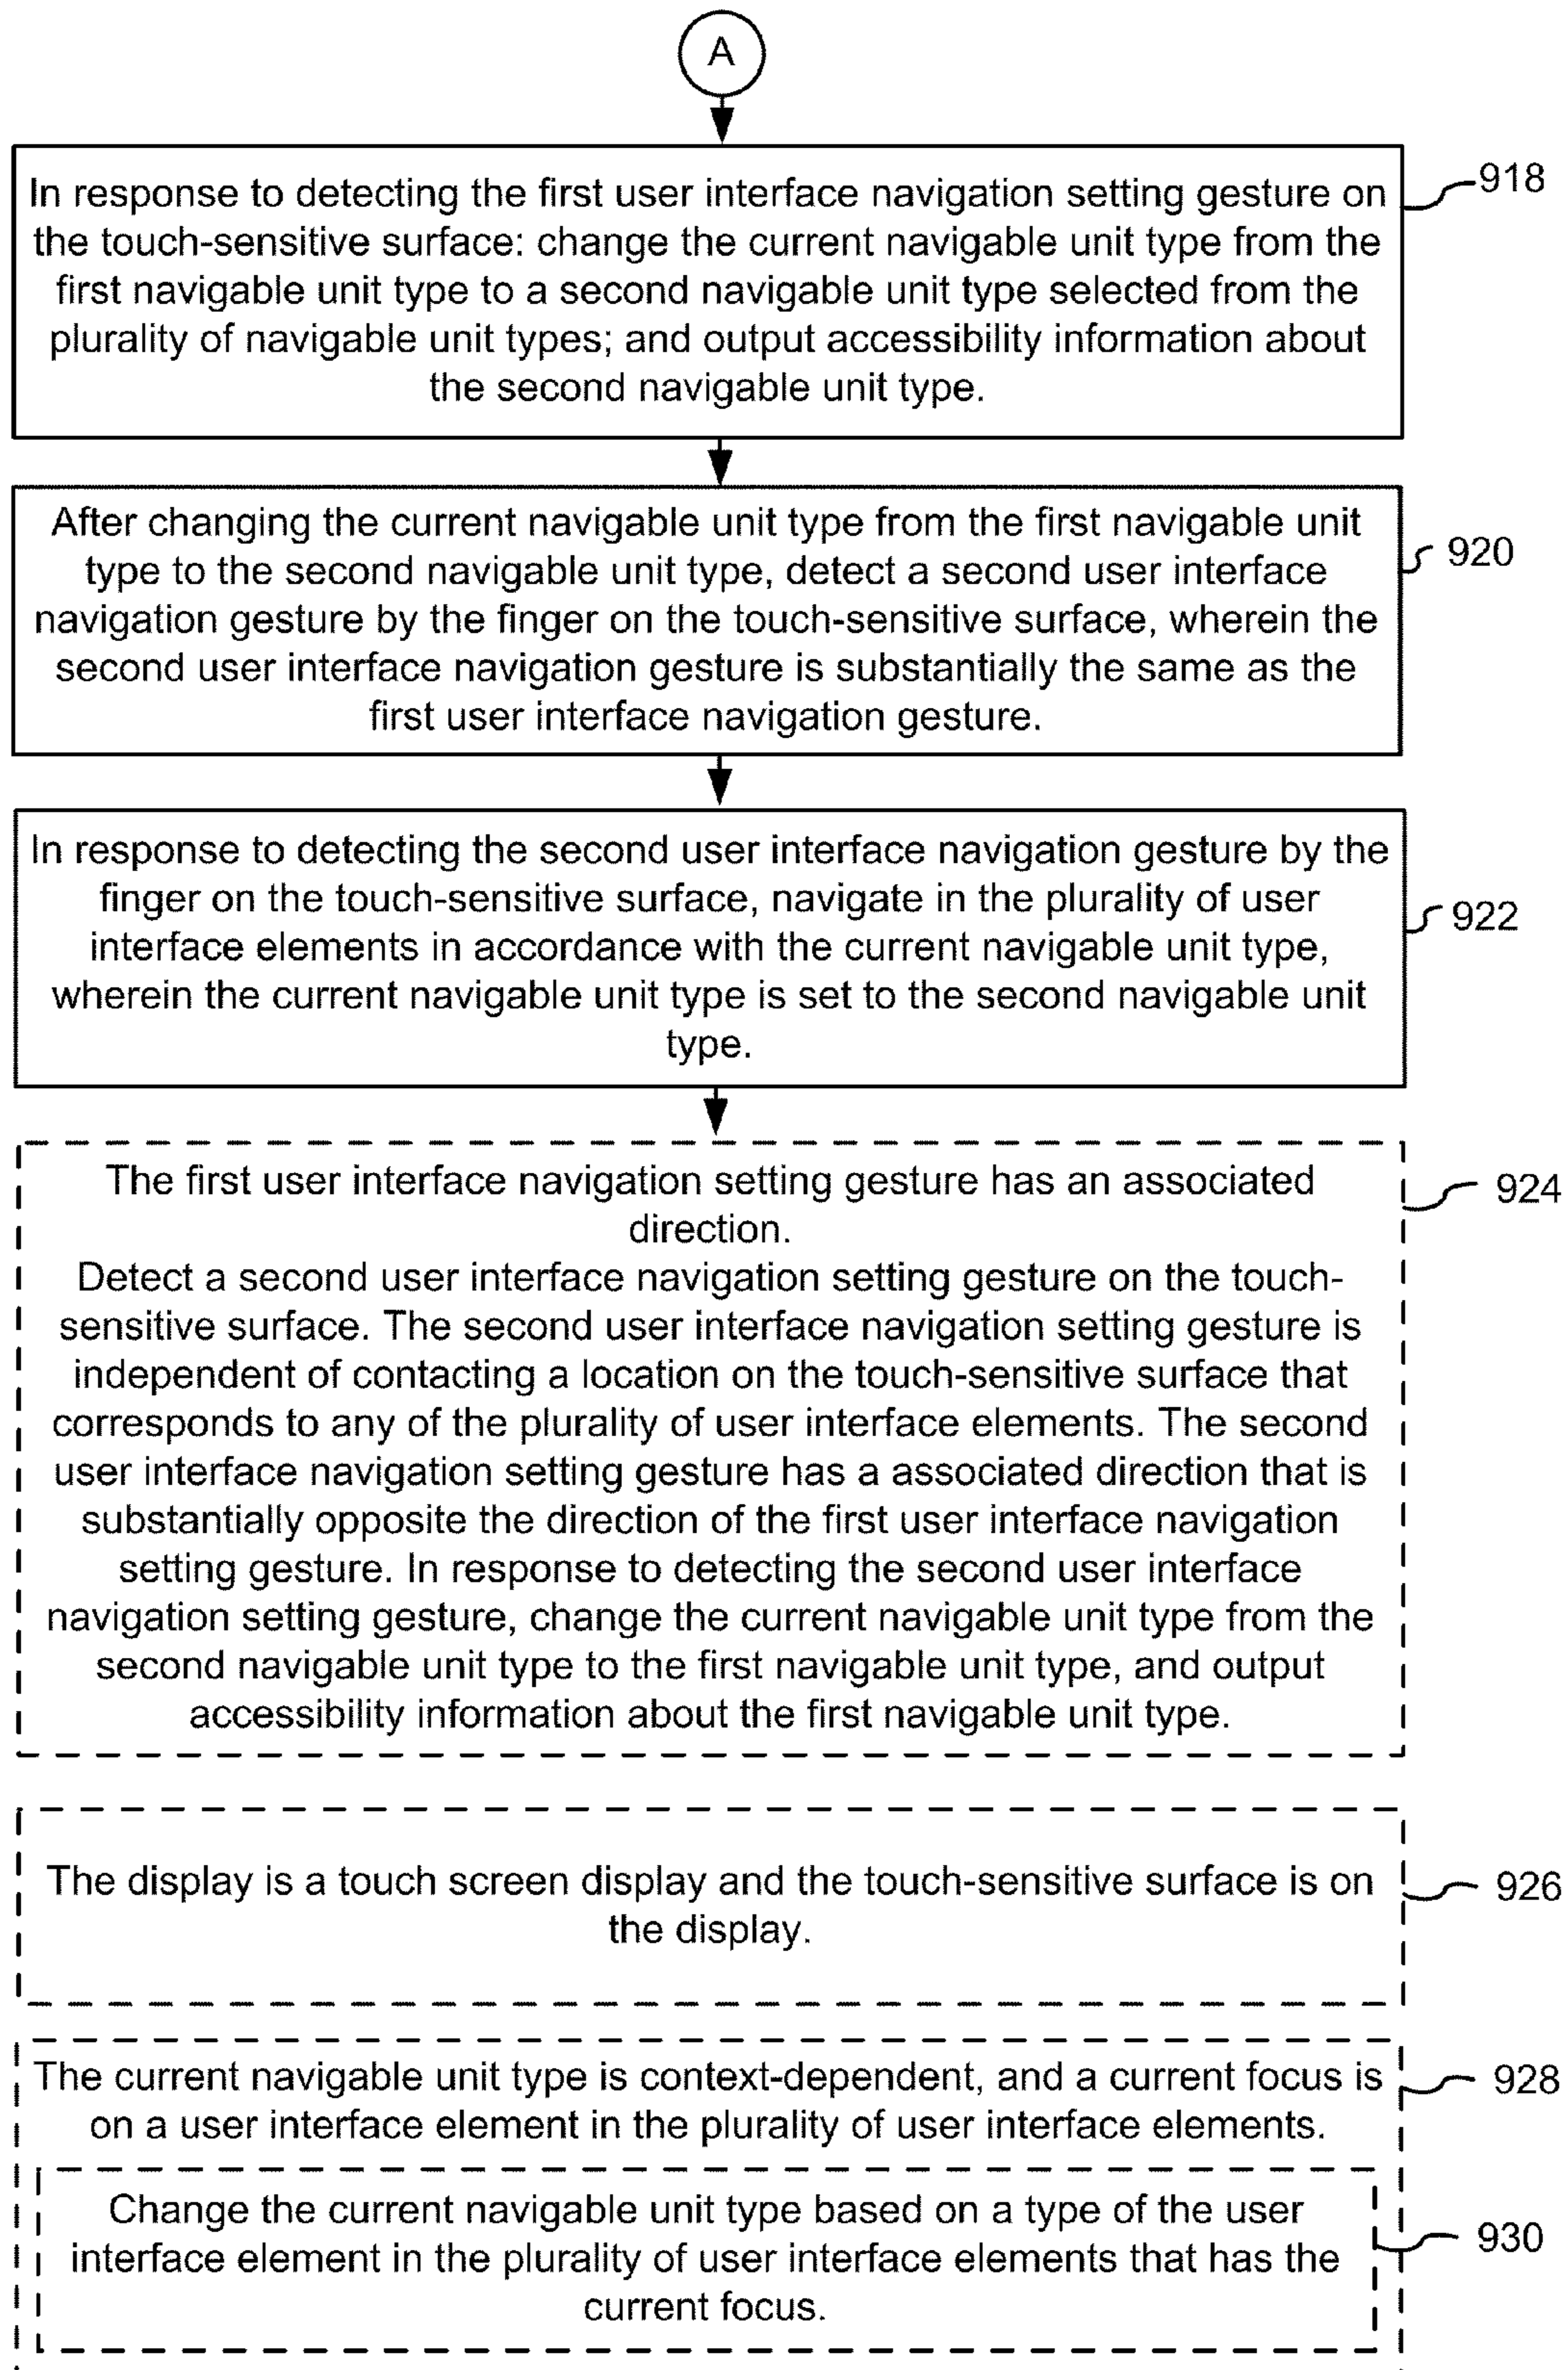 A
In response to detecting the first user interface navigation setting gesture on
the touch-sensitive surface: change the current navigable unit type from the
first navigable unit type to a second navigable unit type selected from the
plurality of navigable unit types; and output accessibility information about
the second navigable unit type.
918
After changing the current navigable unit type from the first navigable unit
type to the second navigable unit type, detect a second user interface
navigation gesture by the finger on the touch-sensitive surface, wherein the
second user interface navigation gesture is substantially the same as the
first user interface navigation gesture.
920
In response to detecting the second user interface navigation gesture by the
finger on the touch-sensitive surface, navigate in the plurality of user
interface elements in accordance with the current navigable unit type,
wherein the current navigable unit type is set to the second navigable unit
type.
922
The first user interface navigation setting gesture has an associated
direction.
Detect a second user interface navigation setting gesture on the touch-
sensitive surface. The second user interface navigation setting gesture is
independent of contacting a location on the touch-sensitive surface that
corresponds to any of the plurality of user interface elements. The second
user interface navigation setting gesture has a associated direction that is
substantially opposite the direction of the first user interface navigation
setting gesture. In response to detecting the second user interface
navigation setting gesture, change the current navigable unit type from the
second navigable unit type to the first navigable unit type, and output
accessibility information about the first navigable unit type.
924
The display is a touch screen display and the touch-sensitive surface is on
the display.
926
The current navigable unit type is context-dependent, and a current focus is
on a user interface element in the plurality of user interface elements.
928
Change the current navigable unit type based on a type of the user
interface element in the plurality of user interface elements that has the
current focus.
930